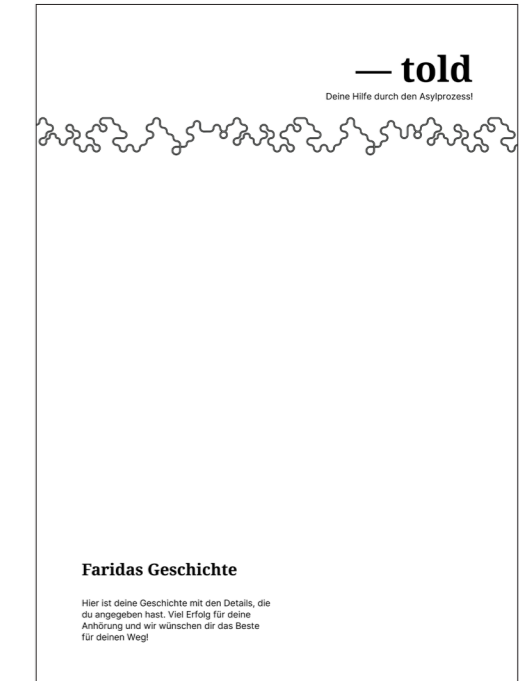 — told
Deine Hilfe durch den Asylprozess!
Faridas Geschichte
Hier ist deine Geschichte mit den Details, die
du angegeben hast. Viel Erfolg für deine
Anhörung und wir wünschen dir das Beste
für deinen Weg!